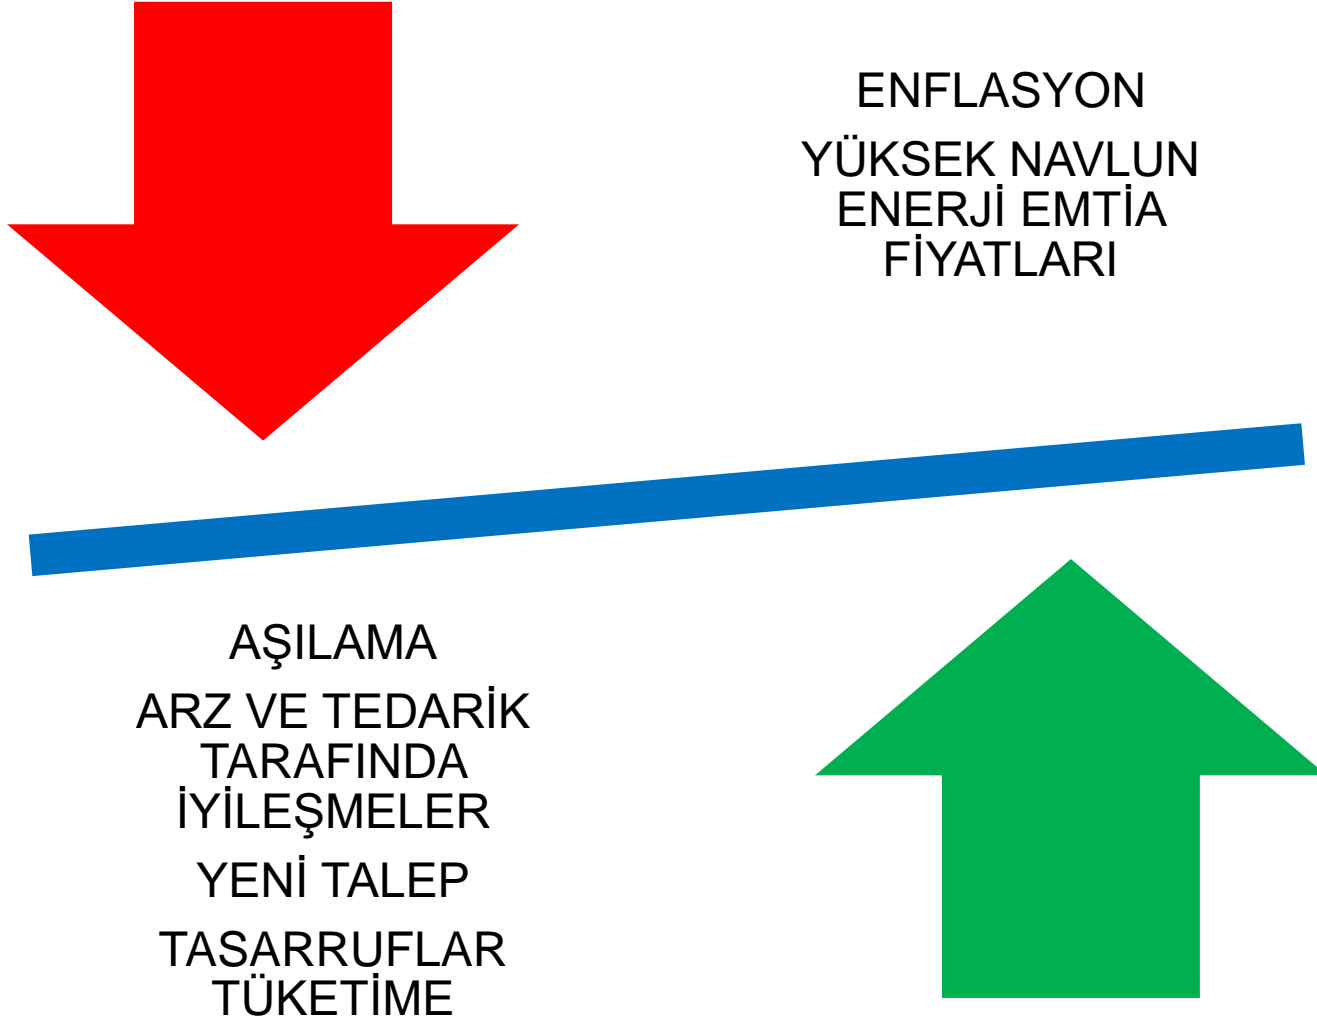 ENFLASYON
YÜKSEK NAVLUN
ENERJİ EMTİA
FİYATLARI
AŞILAMA
ARZ VE TEDARİK
TARAFINDA
İYİLEŞMELER
YENİ TALEP
TASARRUFLAR
TÜKETİME